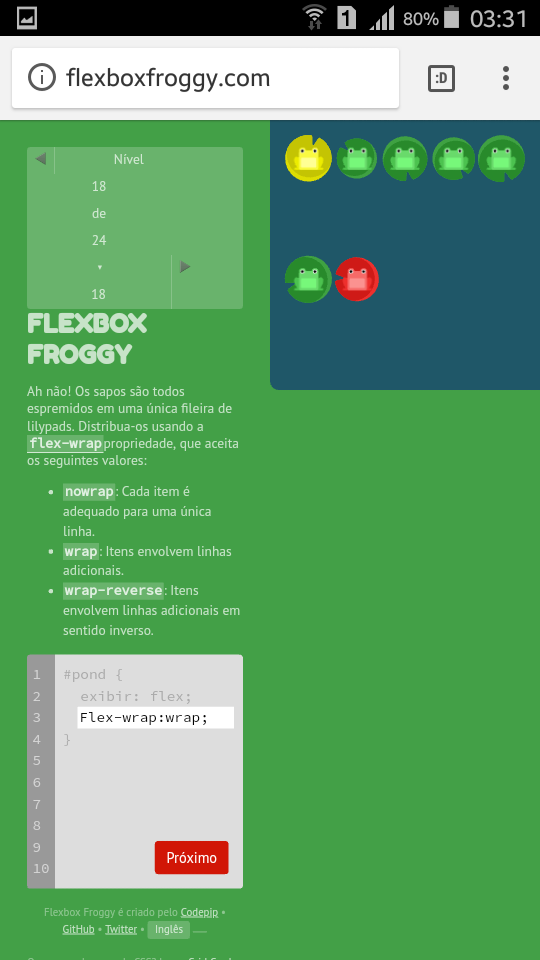 1 80% 03:31
flexboxfroggy.com :D
Nível
18
de
24
▾
18
FLEXBOX
FROGGY
Ah não! Os sapos são todos
espremidos em uma única fileira de
lilypads. Distribua-os usando a
flex-wrap propriedade, que aceita
os seguintes valores:
• nowrap: Cada item é
adequado para uma única
linha.
• wrap: Itens envolvem linhas
adicionais.
• wrap-reverse: Itens
envolvem linhas adicionais em
sentido inverso.
1 #pond {
2 exibir: flex;
3 Flex-wrap:wrap;
4 }
5
6
7
8
9
10
Próximo
Flexbox Froggy é criado pelo Codepip •
GitHub • Twitter • Inglês